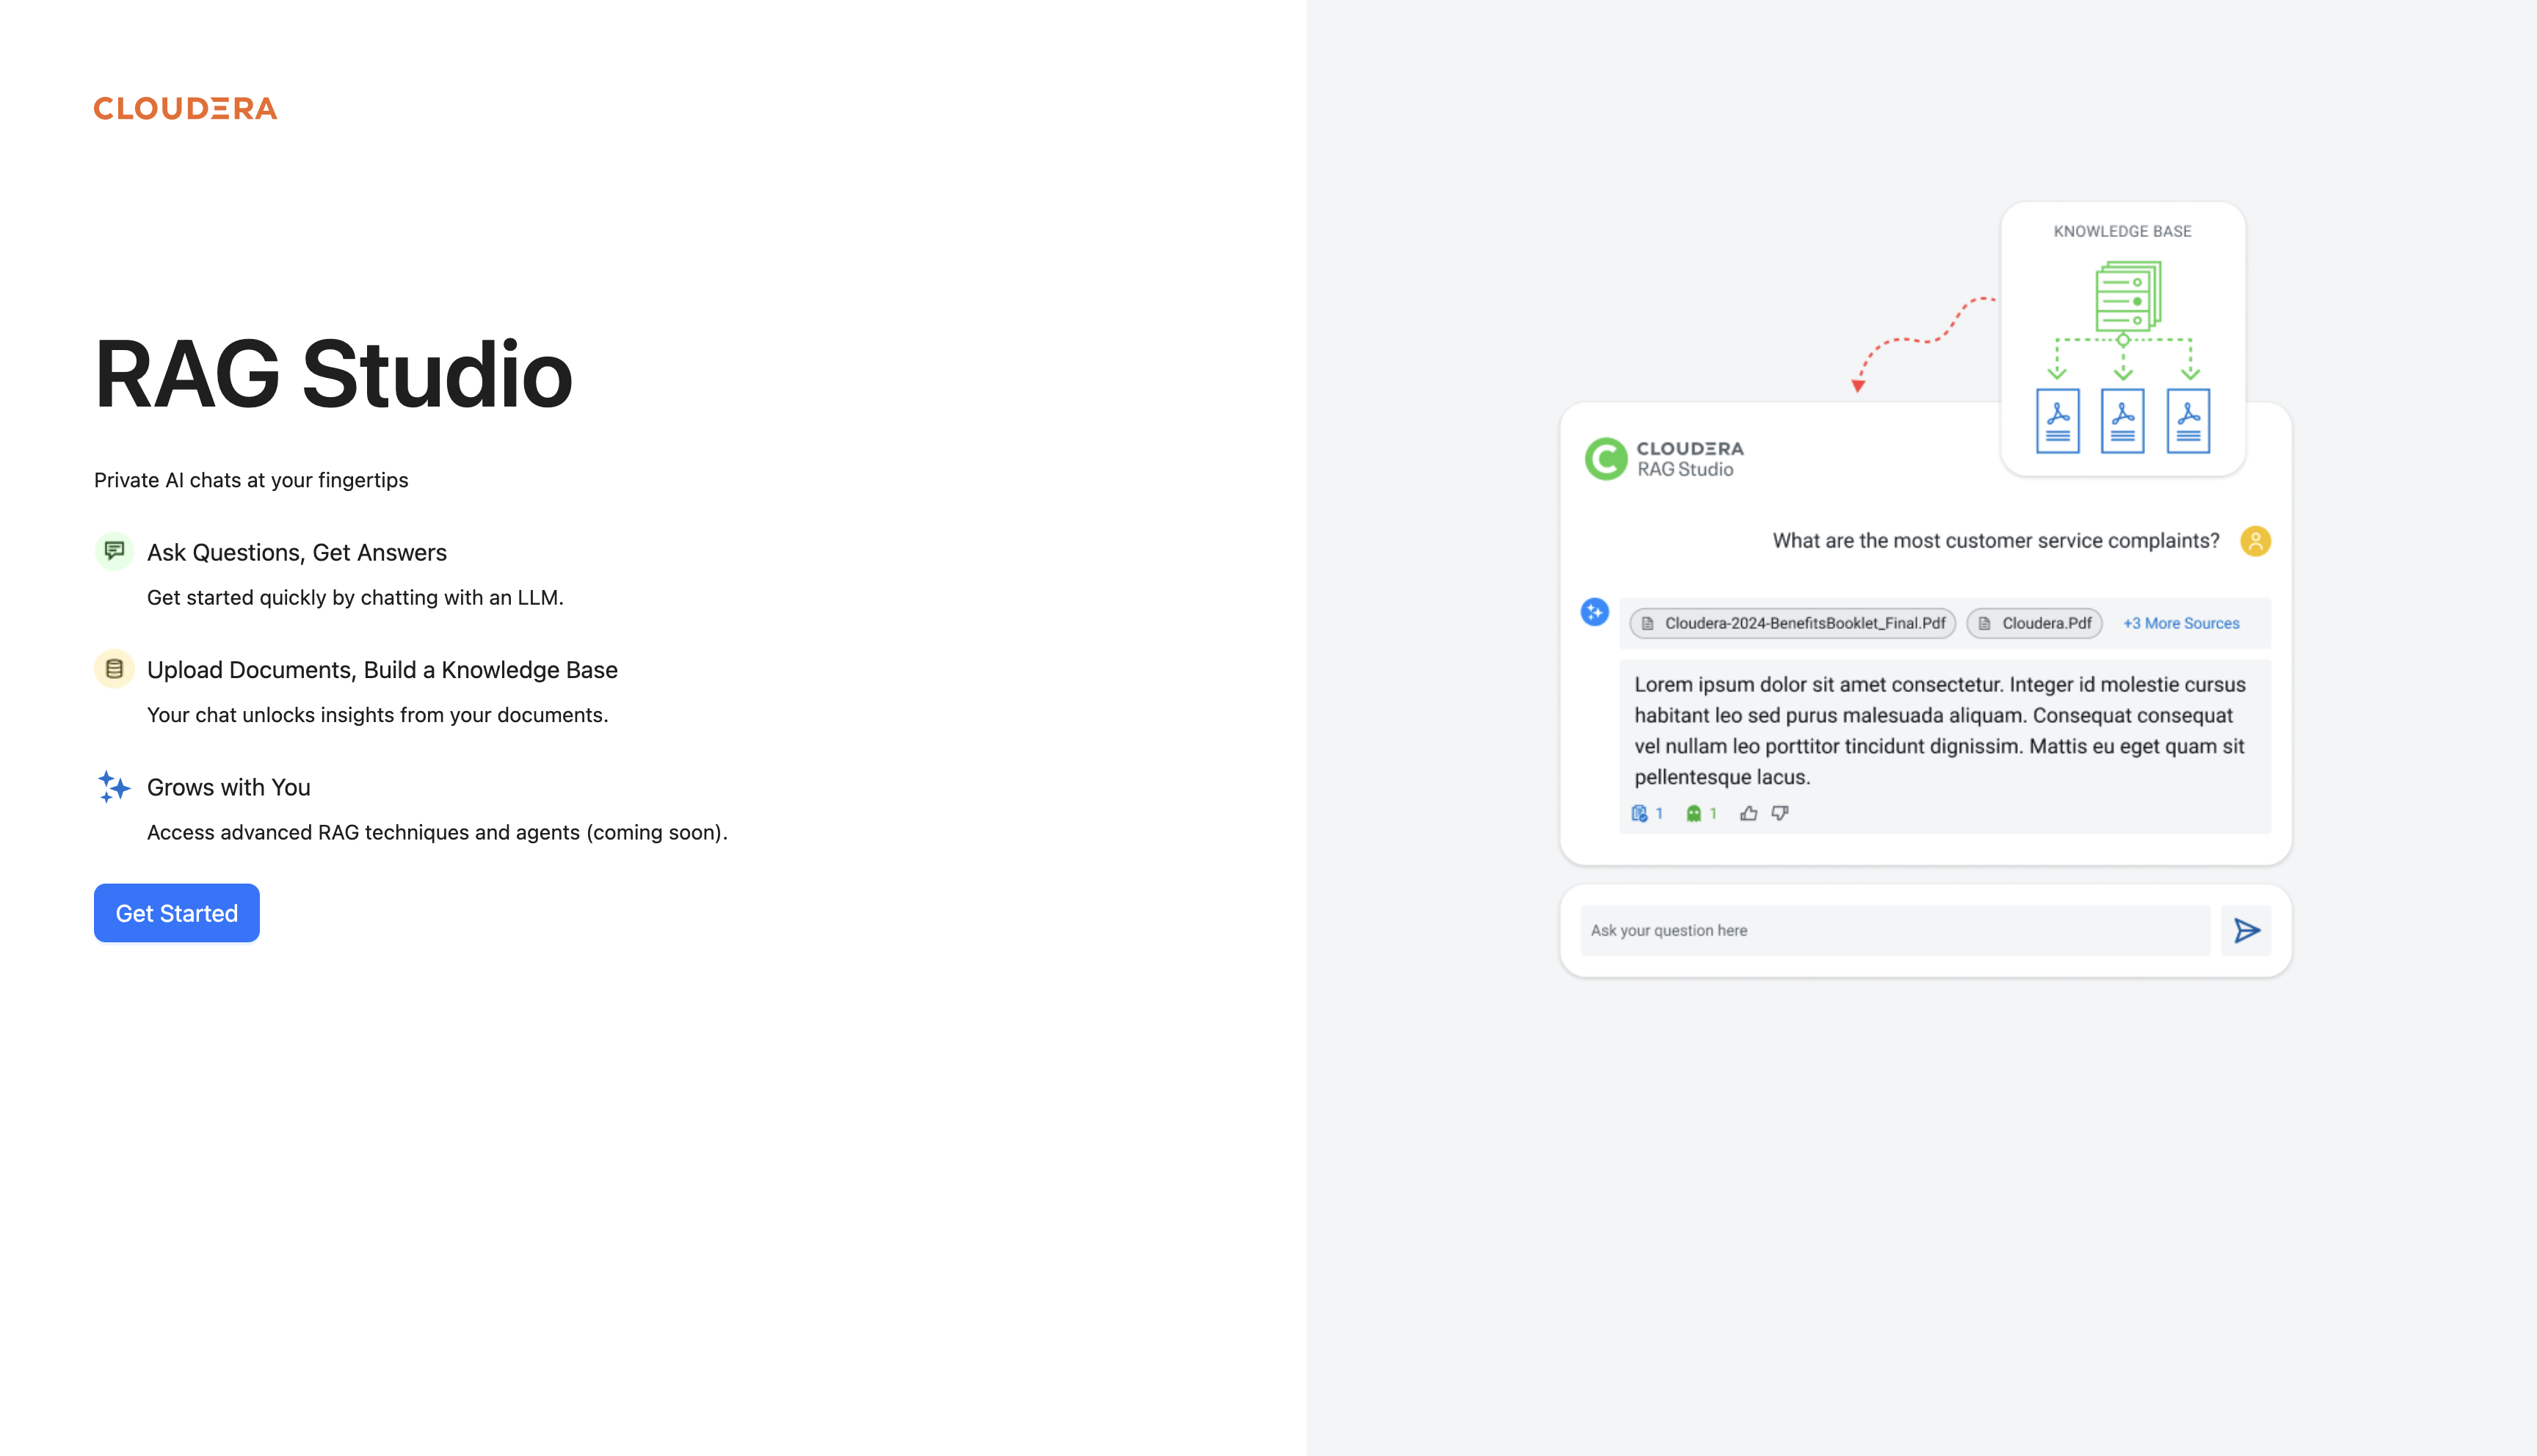 CLOUDERA
RAG Studio
Private AI chats at your fingertips
Ask Questions, Get Answers
Get started quickly by chatting with an LLM.
Upload Documents, Build a Knowledge Base
Your chat unlocks insights from your documents.
Grows with You
Access advanced RAG techniques and agents (coming soon).
Get Started
KNOWLEDGE BASE
CLOUDERA
RAG Studio
What are the most customer service complaints?
Cloudera-2024-BenefitsBooklet_Final.Pdf
Cloudera.Pdf
+3 More Sources
Lorem ipsum dolor sit amet consectetur. Integer id molestie cursus
habitant leo sed purus malesuada aliquam. Consequat consequat
vel nullam leo porttitor tincidunt dignissim. Mattis eu eget quam sit
pellentesque lacus.
1
1
Ask your question here